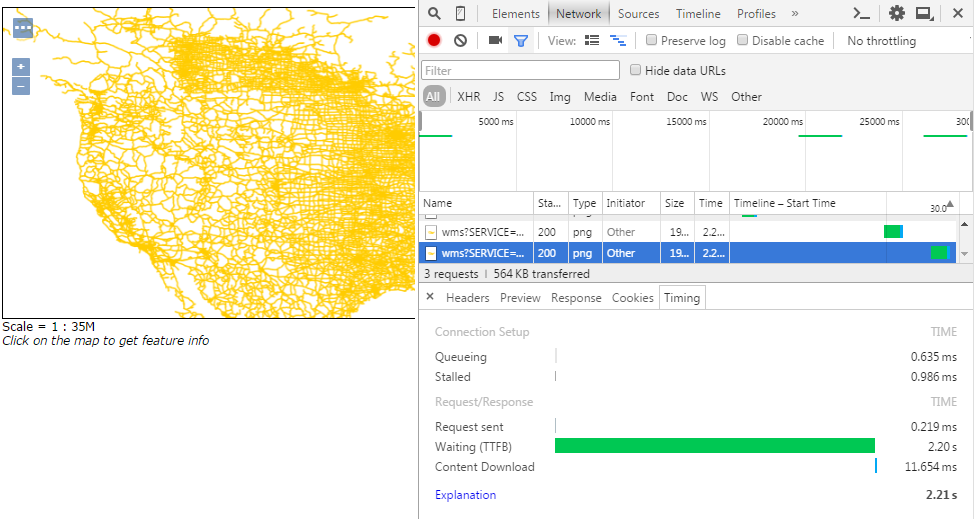 +
−
Scale = 1 : 35M
Click on the map to get feature info
Elements Network Sources Timeline Profiles »
View: Preserve log Disable cache No throttling
Filter Hide data URLs
All XHR JS CSS Img Media Font Doc WS Other
5000 ms 10000 ms 15000 ms 20000 ms 25000 ms 300
Name Sta... Type Initiator Size Time Timeline – Start Time 30.0
wms?SERVICE=... 200 png Other 19... 2.2...
wms?SERVICE=... 200 png Other 19... 2.2...
3 requests | 564 KB transferred
× Headers Preview Response Cookies Timing
Connection Setup TIME
Queueing 0.635 ms
Stalled 0.986 ms
Request/Response TIME
Request sent 0.219 ms
Waiting (TTFB) 2.20 s
Content Download 11.654 ms
Explanation 2.21 s